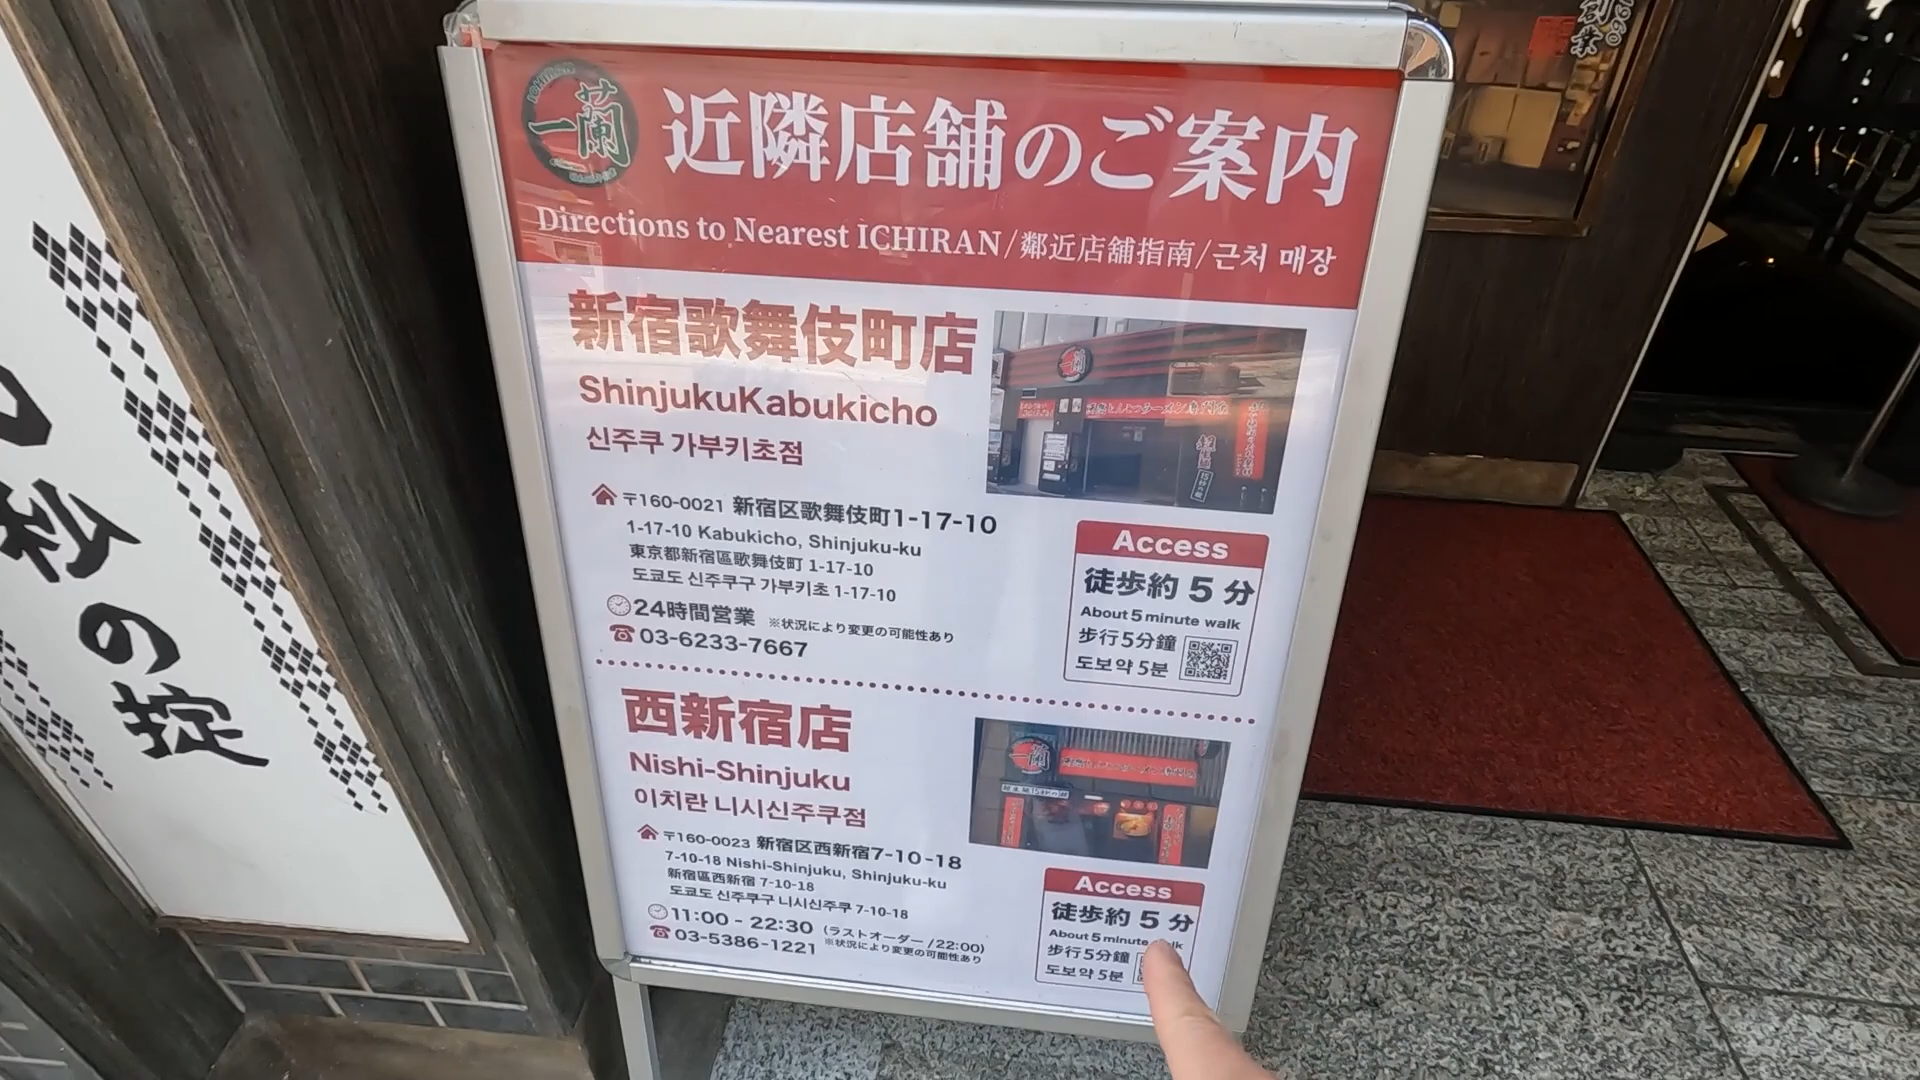 一蘭
近隣店舗のご案内
Directions to Nearest ICHIRAN/鄰近店舖指南/근처 매장
新宿歌舞伎町店
ShinjukuKabukicho
신주쿠 가부키초점
〒160-0021 新宿区歌舞伎町1-17-10
1-17-10 Kabukicho, Shinjuku-ku
東京都新宿區歌舞伎町 1-17-10
도쿄도 신주쿠구 가부키초 1-17-10
24時間営業 ※状況により変更の可能性あり
03-6233-7667
Access
徒歩約 5 分
About 5 minute walk
步行5分鐘
도보 약 5분
西新宿店
Nishi-Shinjuku
이치란 니시신주쿠점
〒160-0023 新宿区西新宿7-10-18
7-10-18 Nishi-Shinjuku, Shinjuku-ku
新宿區西新宿 7-10-18
도쿄도 신주쿠구 니시신주쿠 7-10-18
11:00 - 22:30 (ラストオーダー/22:00)
03-5386-1221 ※状況により変更の可能性あり
Access
徒歩約 5 分
About 5 minute
步行5分鐘
도보 약 5분
秒の掟
創業